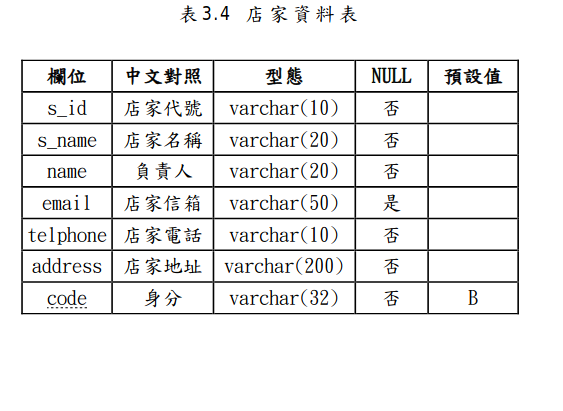 表3.4 店家資料表
欄位 中文對照 型態 NULL 預設值
s_id 店家代號 varchar(10) 否
s_name 店家名稱 varchar(20) 否
name 負責人 varchar(20) 否
email 店家信箱 varchar(50) 是
telphone 店家電話 varchar(10) 否
address 店家地址 varchar(200) 否
code 身分 varchar(32) 否 B